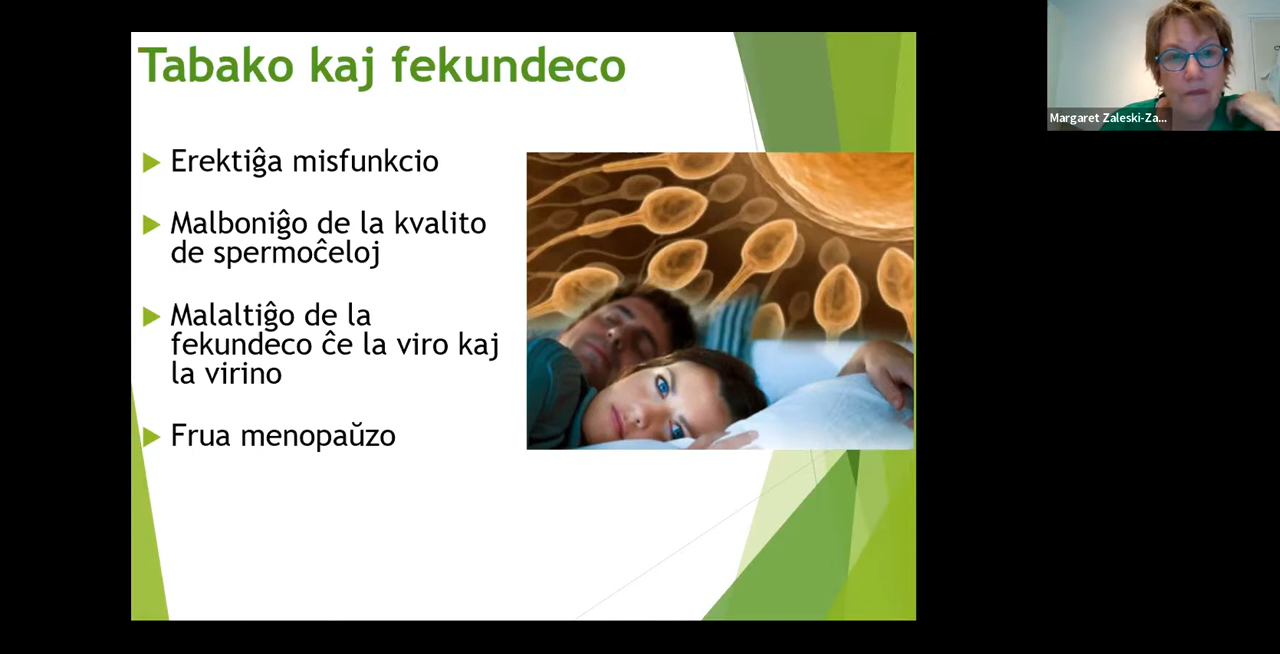 Tabako kaj fekundeco
Erektiĝa misfunkcio
Malboniĝo de la kvalito
de spermoĉeloj
Malaltiĝo de la
fekundeco ĉe la viro kaj
la virino
Frua menopaŭzo
Margaret Zaleski-Za...